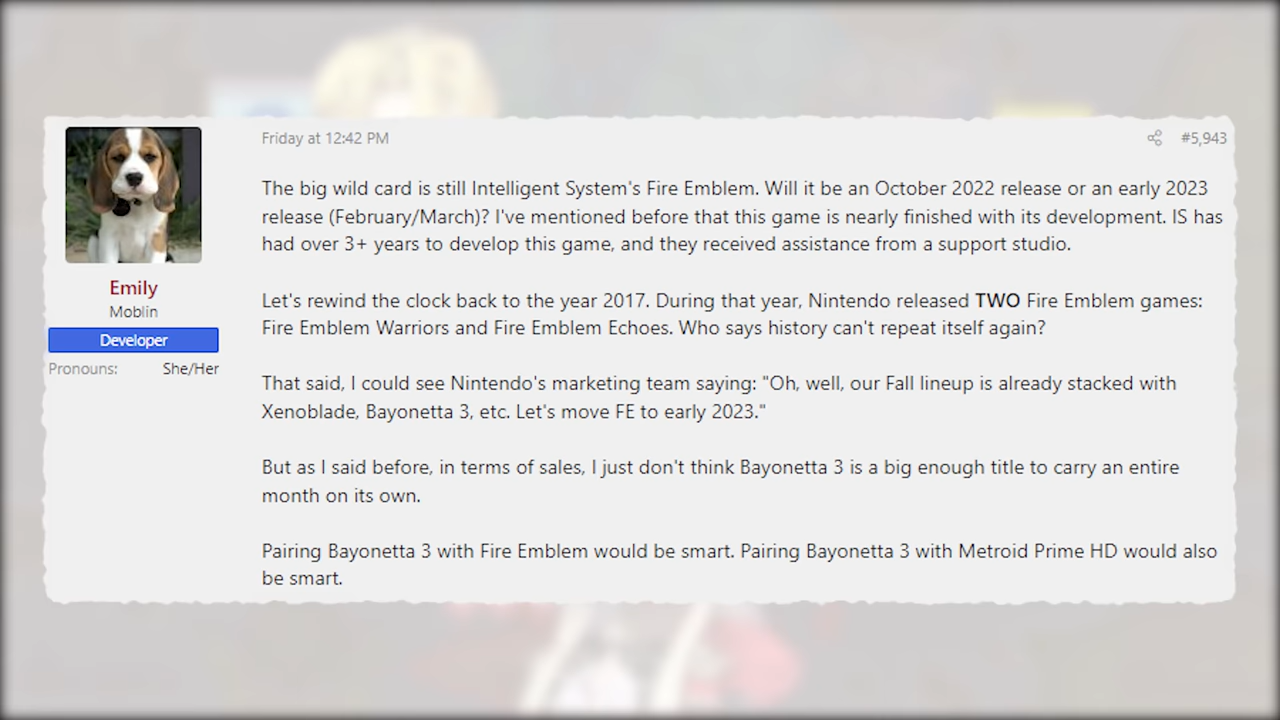 Friday at 12:42 PM
#5,943
Emily
Moblin
Developer
Pronouns: She/Her
The big wild card is still Intelligent System's Fire Emblem. Will it be an October 2022 release or an early 2023
release (February/March)? I've mentioned before that this game is nearly finished with its development. IS has
had over 3+ years to develop this game, and they received assistance from a support studio.
Let's rewind the clock back to the year 2017. During that year, Nintendo released TWO Fire Emblem games:
Fire Emblem Warriors and Fire Emblem Echoes. Who says history can't repeat itself again?
That said, I could see Nintendo's marketing team saying: "Oh, well, our Fall lineup is already stacked with
Xenoblade, Bayonetta 3, etc. Let's move FE to early 2023."
But as I said before, in terms of sales, I just don't think Bayonetta 3 is a big enough title to carry an entire
month on its own.
Pairing Bayonetta 3 with Fire Emblem would be smart. Pairing Bayonetta 3 with Metroid Prime HD would also
be smart.